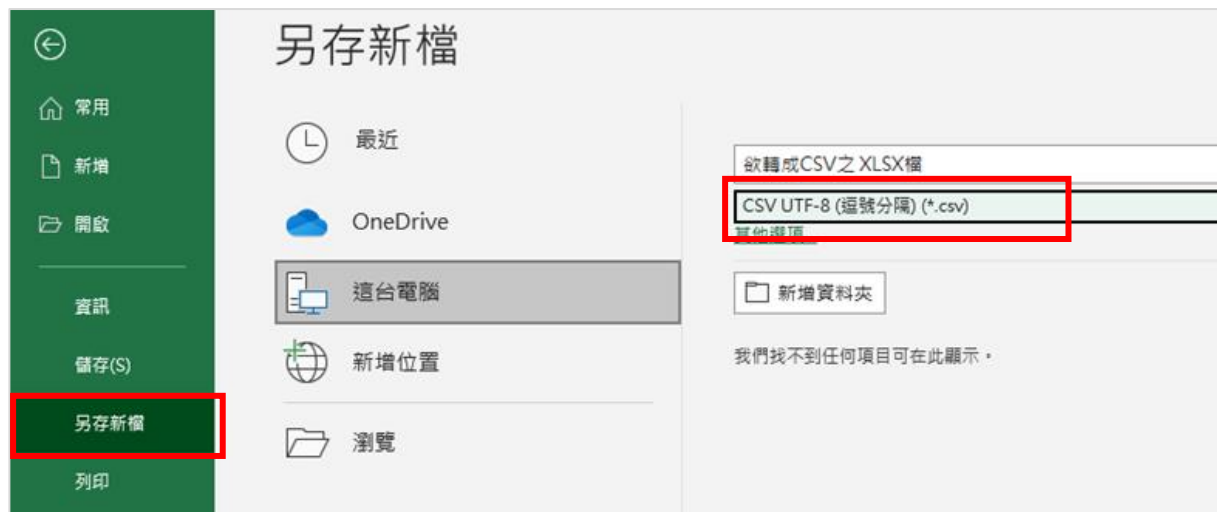 另存新檔
常用
新增
開啟
資訊
儲存(S)
另存新檔
列印
最近
OneDrive
這台電腦
新增位置
瀏覽
欲轉成CSV之 XLSX檔
CSV UTF-8 (逗號分隔) (*.csv)
其他選項...
新增資料夾
我們找不到任何項目可在此顯示。